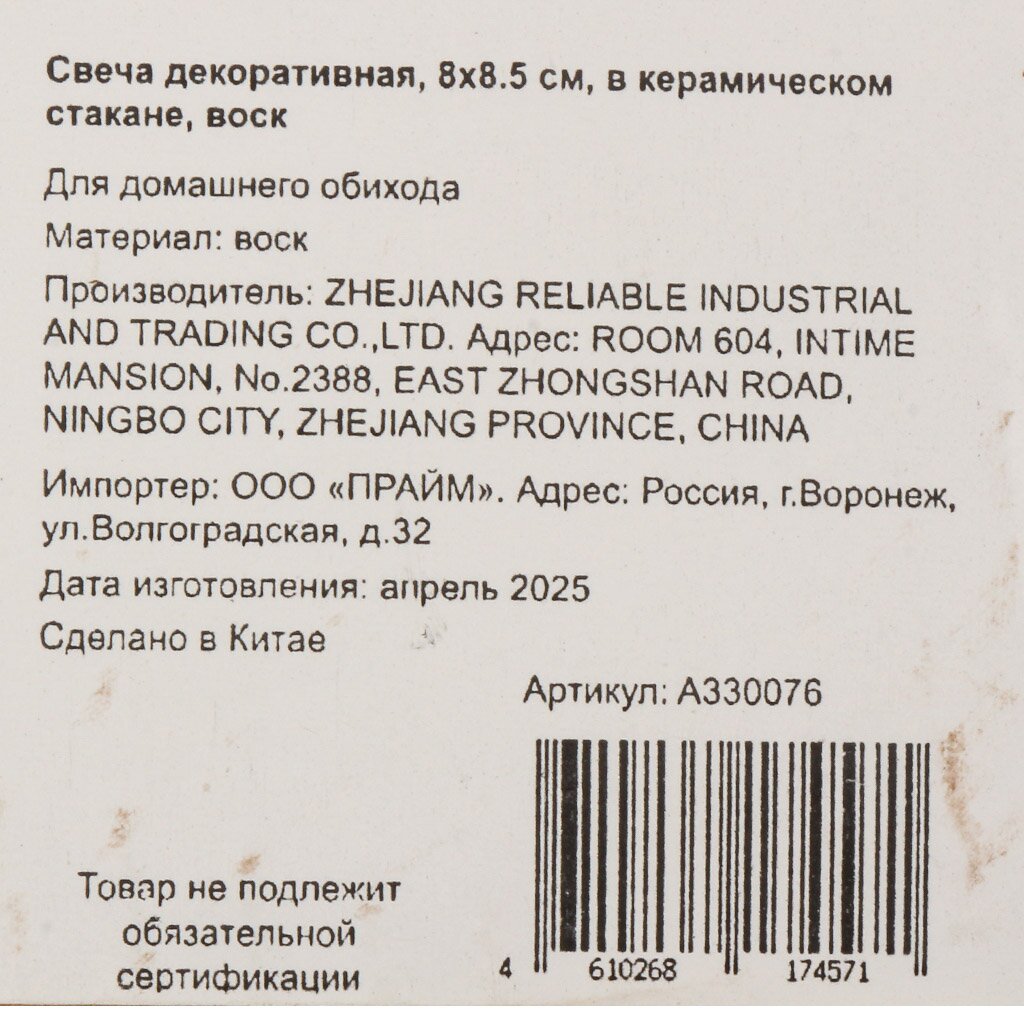 Свеча декоративная, 8х8.5 см, в керамическом
стакане, воск
Для домашнего обихода
Материал: воск
Производитель: ZHEJIANG RELIABLE INDUSTRIAL
AND TRADING CO.,LTD. Адрес: ROOM 604, INTIME
MANSION, No.2388, EAST ZHONGSHAN ROAD,
NINGBO CITY, ZHEJIANG PROVINCE, CHINA
Импортер: ООО «ПРАЙМ». Адрес: Россия, г.Воронеж,
ул.Волгоградская, д.32
Дата изготовления: апрель 2025
Сделано в Китае
Артикул: А330076
4 610268 174571
Товар не подлежит
обязательной
сертификации